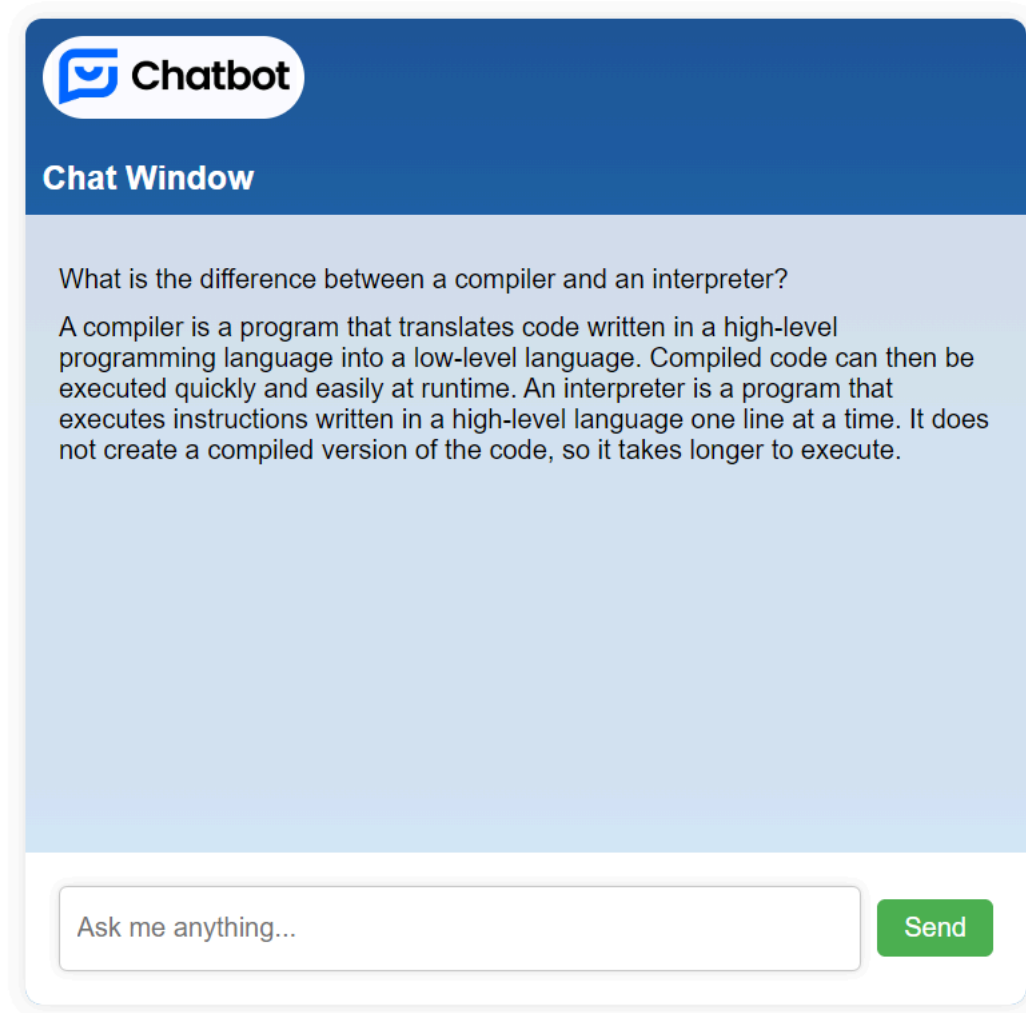 Chatbot
Chat Window
What is the difference between a compiler and an interpreter?
A compiler is a program that translates code written in a high-level
programming language into a low-level language. Compiled code can then be
executed quickly and easily at runtime. An interpreter is a program that
executes instructions written in a high-level language one line at a time. It does
not create a compiled version of the code, so it takes longer to execute.
Ask me anything...
Send